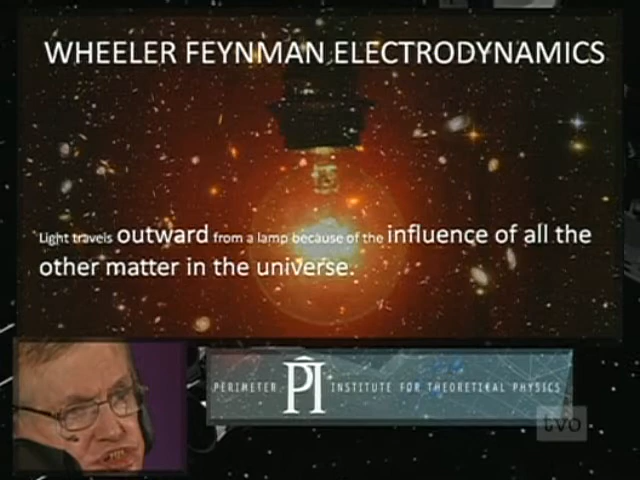 WHEELER FEYNMAN ELECTRODYNAMICS
Light travels outward from a lamp because of the influence of all the
other matter in the universe.
PERIMETER PI INSTITUTE FOR THEORETICAL PHYSICS
tvo